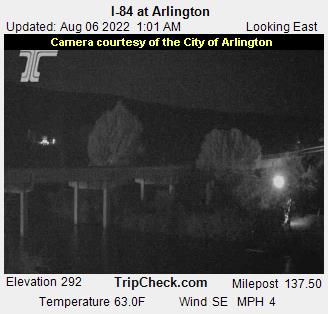 I-84 at Arlington
Updated: Aug 06 2022 1:01 AM Looking East
Camera courtesy of the City of Arlington
Elevation 292 TripCheck.com Milepost 137.50
Temperature 63.0F Wind SE MPH 4